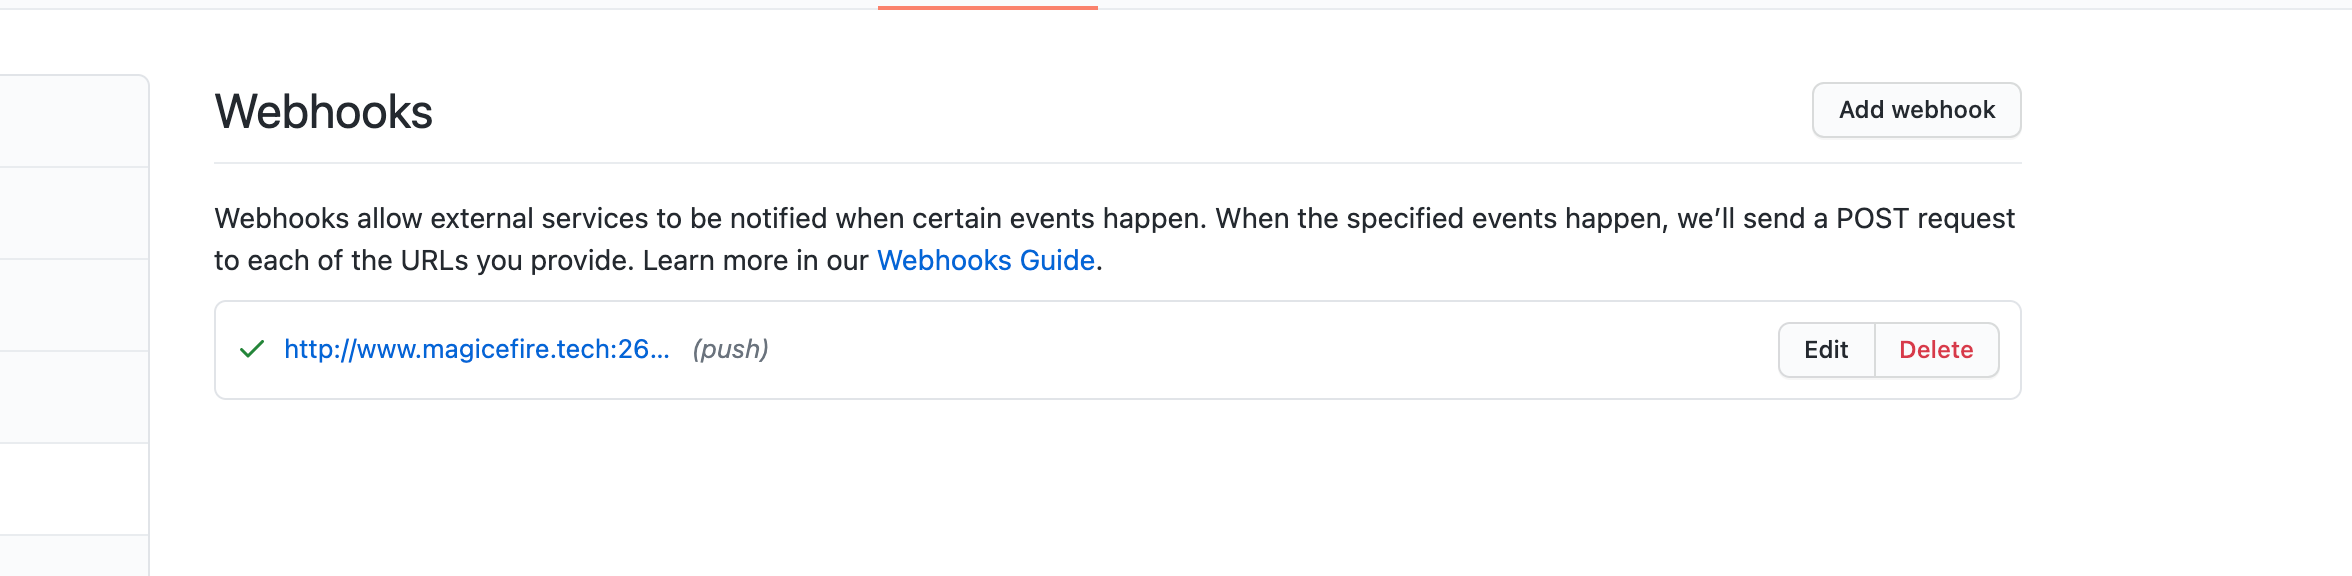 Webhooks
Add webhook
Webhooks allow external services to be notified when certain events happen. When the specified events happen, we’ll send a POST request
to each of the URLs you provide. Learn more in our Webhooks Guide.
http://www.magicefire.tech:26... (push)
Edit
Delete